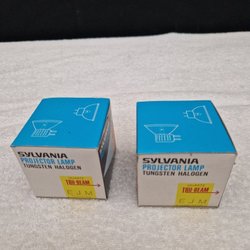 SYLVANIA
PROJECTOR LAMP
TUNGSTEN HALOGEN
TRU-BEAM
EJM
SYLVANIA
PROJECTOR LAMP
TUNGSTEN HALOGEN
TRU-BEAM
EJM